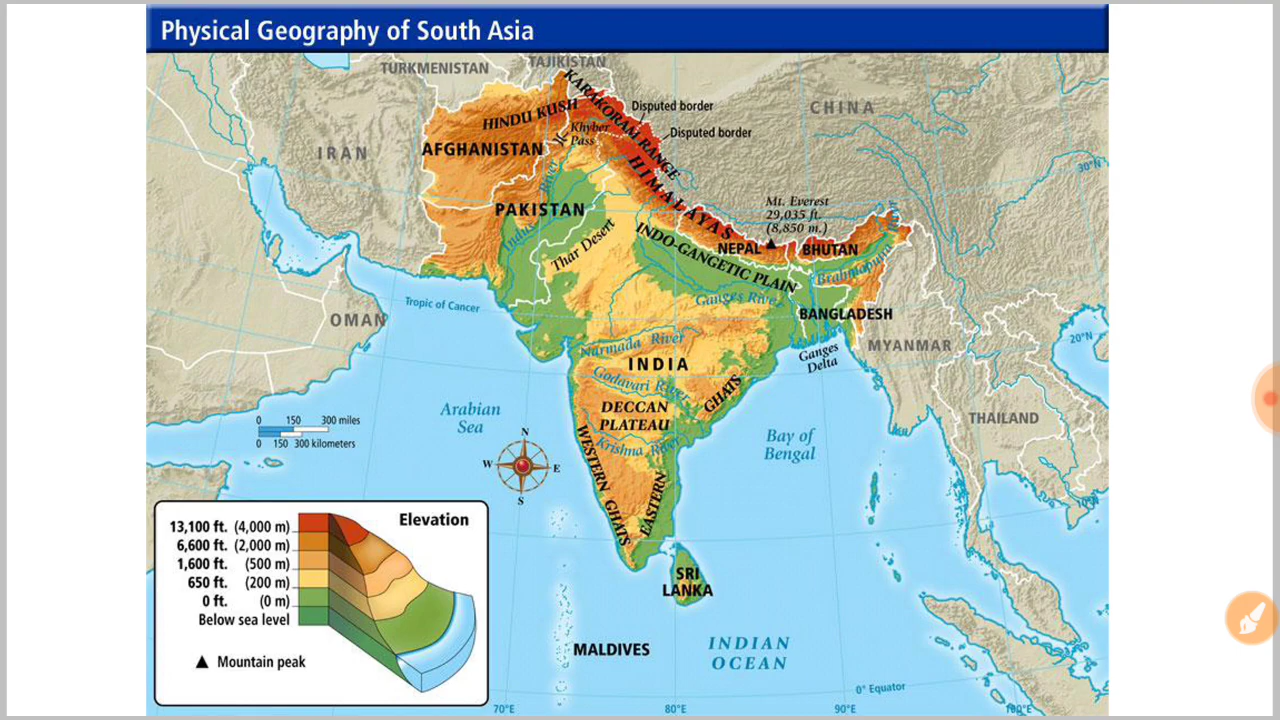 Physical Geography of South Asia
TURKMENISTAN
TAJIKISTAN
KARAKORAM RANGE
HINDU KUSH
Disputed border
CHINA
Khyber
Pass
Disputed border
IRAN
AFGHANISTAN
30°N
HIMALAYAS
Mt. Everest
29,035 ft.
(8,850 m.)
PAKISTAN
Indus River
Thar Desert
INDO-GANGETIC PLAIN
NEPAL
BHUTAN
Brahmaputra River
Tropic of Cancer
Ganges River
OMAN
BANGLADESH
20°N
Narmada River
MYANMAR
Ganges
Delta
INDIA
Godavari River
EASTERN GHATS
DECCAN
PLATEAU
THAILAND
Arabian
Sea
0 150 300 miles
0 150 300 kilometers
Krishna River
Bay of
Bengal
WESTERN GHATS
N
W E
S
10°N
Elevation
13,100 ft. (4,000 m)
6,600 ft. (2,000 m)
1,600 ft. (500 m)
650 ft. (200 m)
0 ft. (0 m)
Below sea level
Mountain peak
SRI
LANKA
MALDIVES
INDIAN
OCEAN
0° Equator
70°E
80°E
90°E
100°E